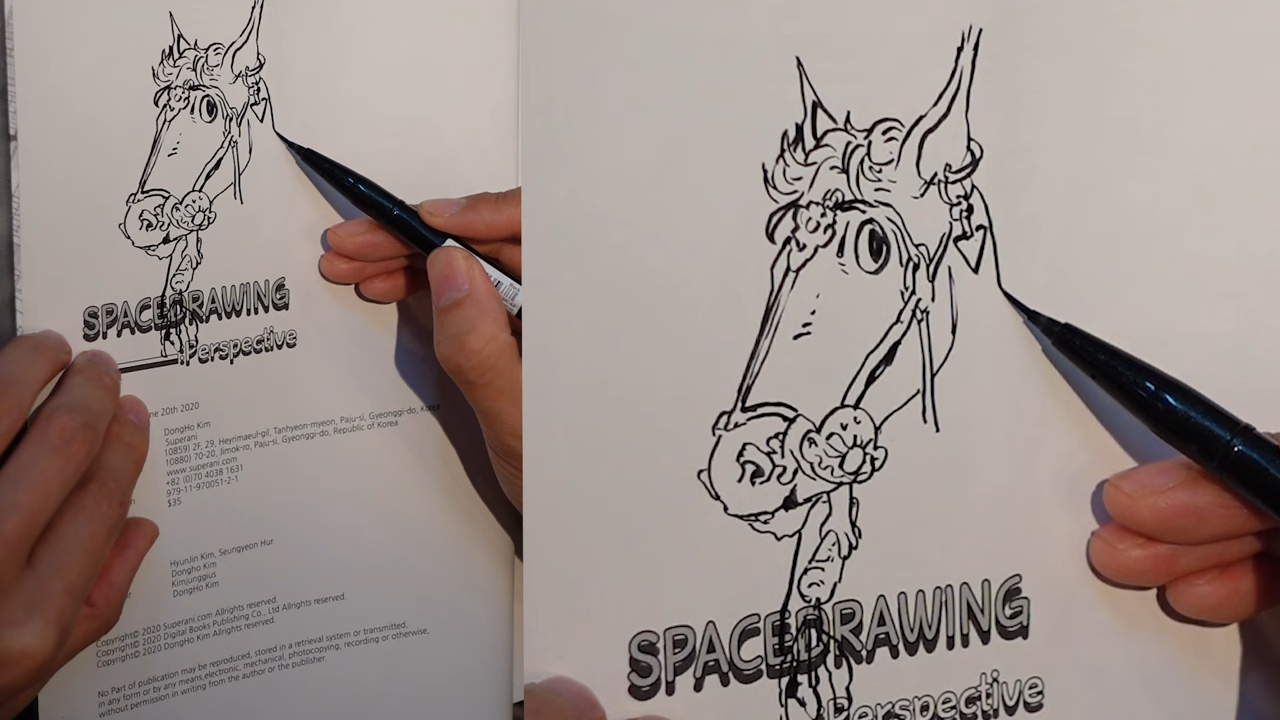 SPACEDRAWING
:Perspective
June 20th 2020
DongHo Kim
Superani
10859) 2F, 29, Heyrimaeul-gil, Tanhyeon-myeon, Paju-si, Gyeonggi-do, Korea
10880) 70-20, Jimok-ro, Paju-si, Gyeonggi-do, Republic of Korea
www.superani.com
+82 (0)70 4038 1631
979-11-970051-2-1
$35
HyunJin Kim, Seungyeon Hur
Dongho Kim
Kimjunggius
DongHo Kim
Copyright© 2020 Superani.com Allrights reserved.
Copyright© 2020 Digital Books Publishing Co., Ltd Allrights reserved.
Copyright© 2020 DongHo Kim Allrights reserved.
No Part of publication may be reproduced, stored in a retrieval system or transmitted,
in any form or by any means,electronic, mechanical, photocopying, recording or otherwise,
without permission in writing from the author or the publisher.
SPACEDRAWING
:Perspective